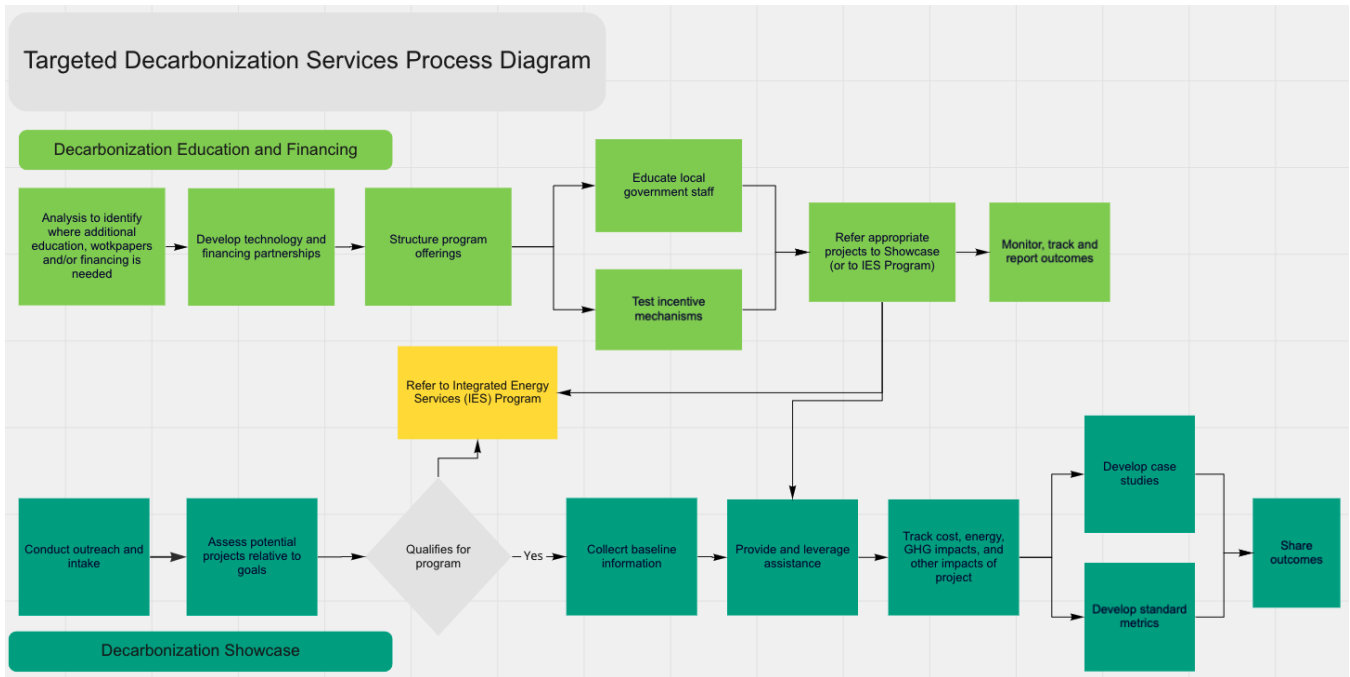 Targeted Decarbonization Services Process Diagram
Decarbonization Education and Financing
Analysis to identify
where additional
education, wotkpapers
and/or financing is
needed
Develop technology and
financing partnerships
Structure program
offerings
Educate local
government staff
Test incentive
mechanisms
Refer appropriate
projects to Showcase
(or to IES Program)
Monitor, track and
report outcomes
Refer to Integrated Energy
Services (IES) Program
Conduct outreach and
intake
Assess potential
projects relative to
goals
Qualifies for
program
Yes
Collecrt baseline
information
Provide and leverage
assistance
Track cost, energy,
GHG impacts, and
other impacts of
project
Develop case
studies
Develop standard
metrics
Share
outcomes
Decarbonization Showcase